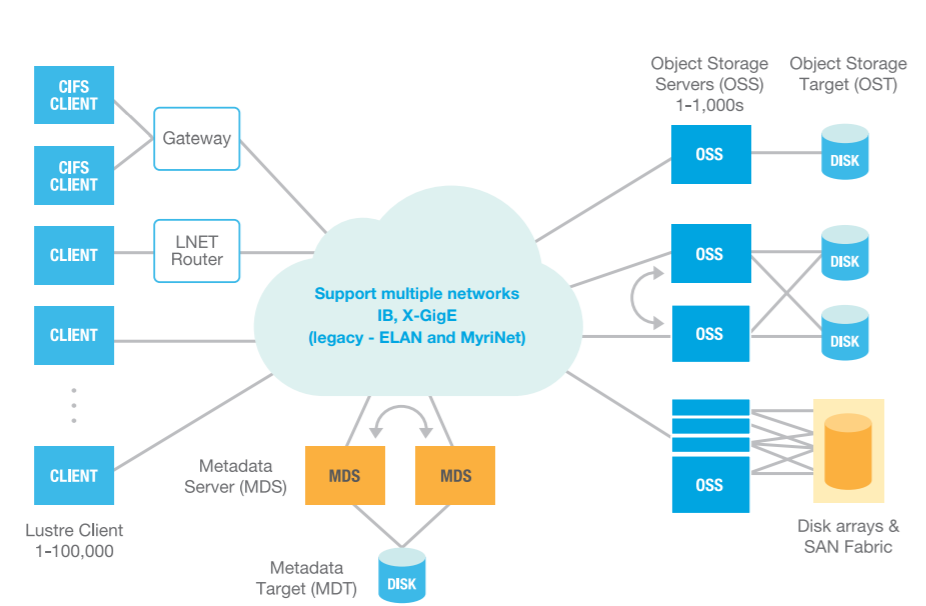 Object Storage
Servers (OSS)
1-1,000s
Object Storage
Target (OST)
CIFS
CLIENT
Gateway
OSS
DISK
CIFS
CLIENT
CLIENT
LNET
Router
OSS
DISK
Support multiple networks
IB, X-GigE
(legacy - ELAN and MyriNet)
CLIENT
OSS
DISK
CLIENT
Metadata
Server (MDS)
MDS
MDS
OSS
Lustre Client
1-100,000
Disk arrays &
SAN Fabric
Metadata
Target (MDT)
DISK